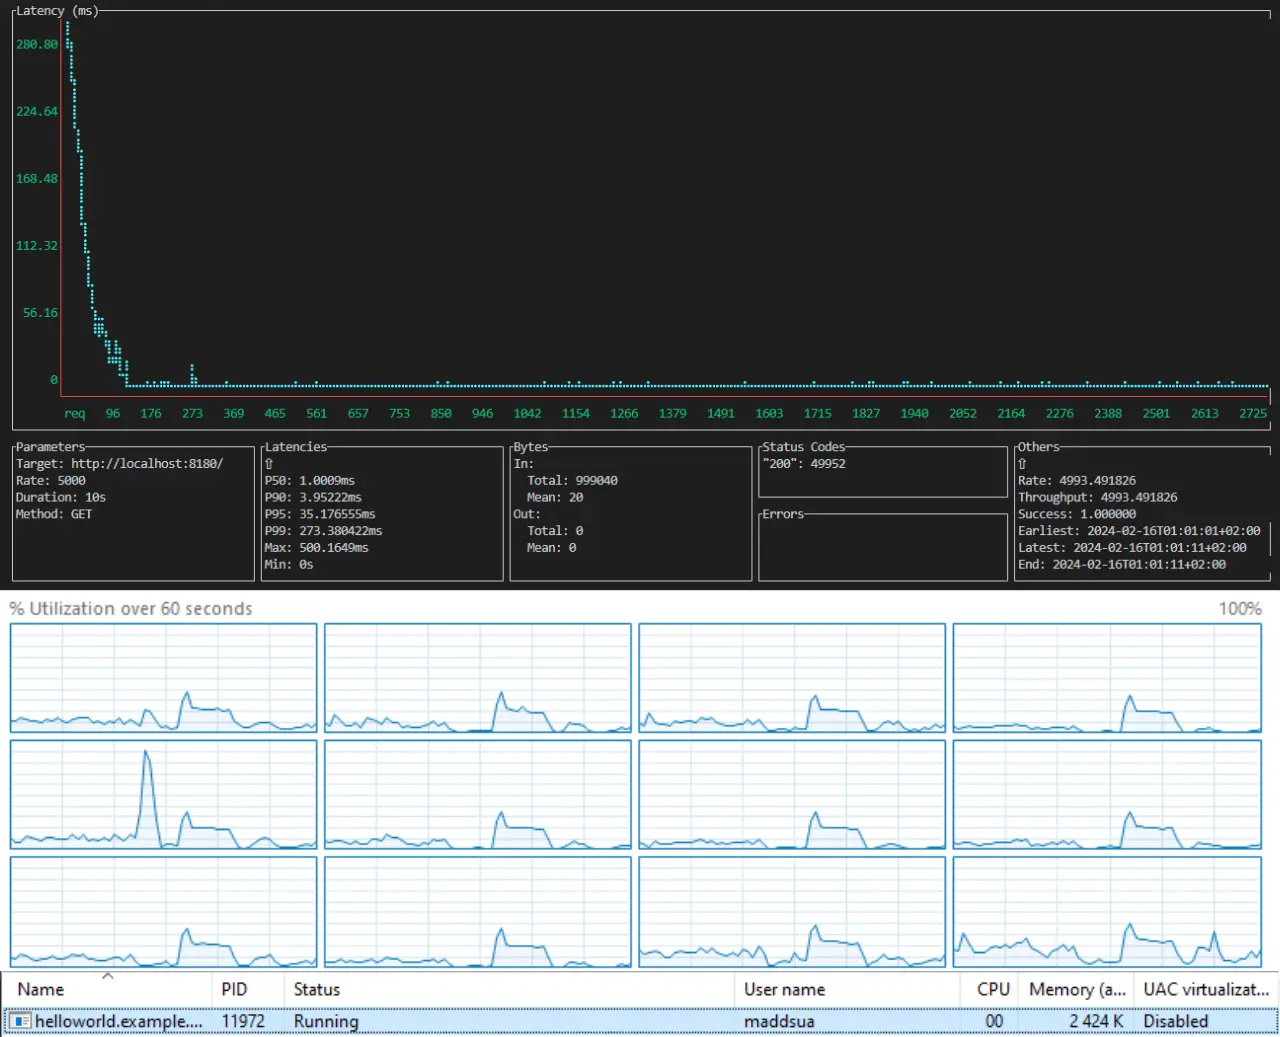 Latency (ms)
280.80
224.64
168.48
112.32
56.16
0
req 96 176 273 369 465 561 657 753 850 946 1042 1154 1266 1379 1491 1603 1715 1827 1940 2052 2164 2276 2388 2501 2613 2725
Parameters
Target: http://localhost:8180/
Rate: 5000
Duration: 10s
Method: GET
Latencies
⇧
P50: 1.0009ms
P90: 3.95222ms
P95: 35.176555ms
P99: 273.380422ms
Max: 500.1649ms
Min: 0s
Bytes
In:
Total: 999040
Mean: 20
Out:
Total: 0
Mean: 0
Status Codes
"200": 49952
Errors
Others
⇧
Rate: 4993.491826
Throughput: 4993.491826
Success: 1.000000
Earliest: 2024-02-16T01:01:01+02:00
Latest: 2024-02-16T01:01:11+02:00
End: 2024-02-16T01:01:11+02:00
% Utilization over 60 seconds 100%
Name PID Status User name CPU Memory (a... UAC virtualizat...
helloworld.example.... 11972 Running maddsua 00 2 424 K Disabled